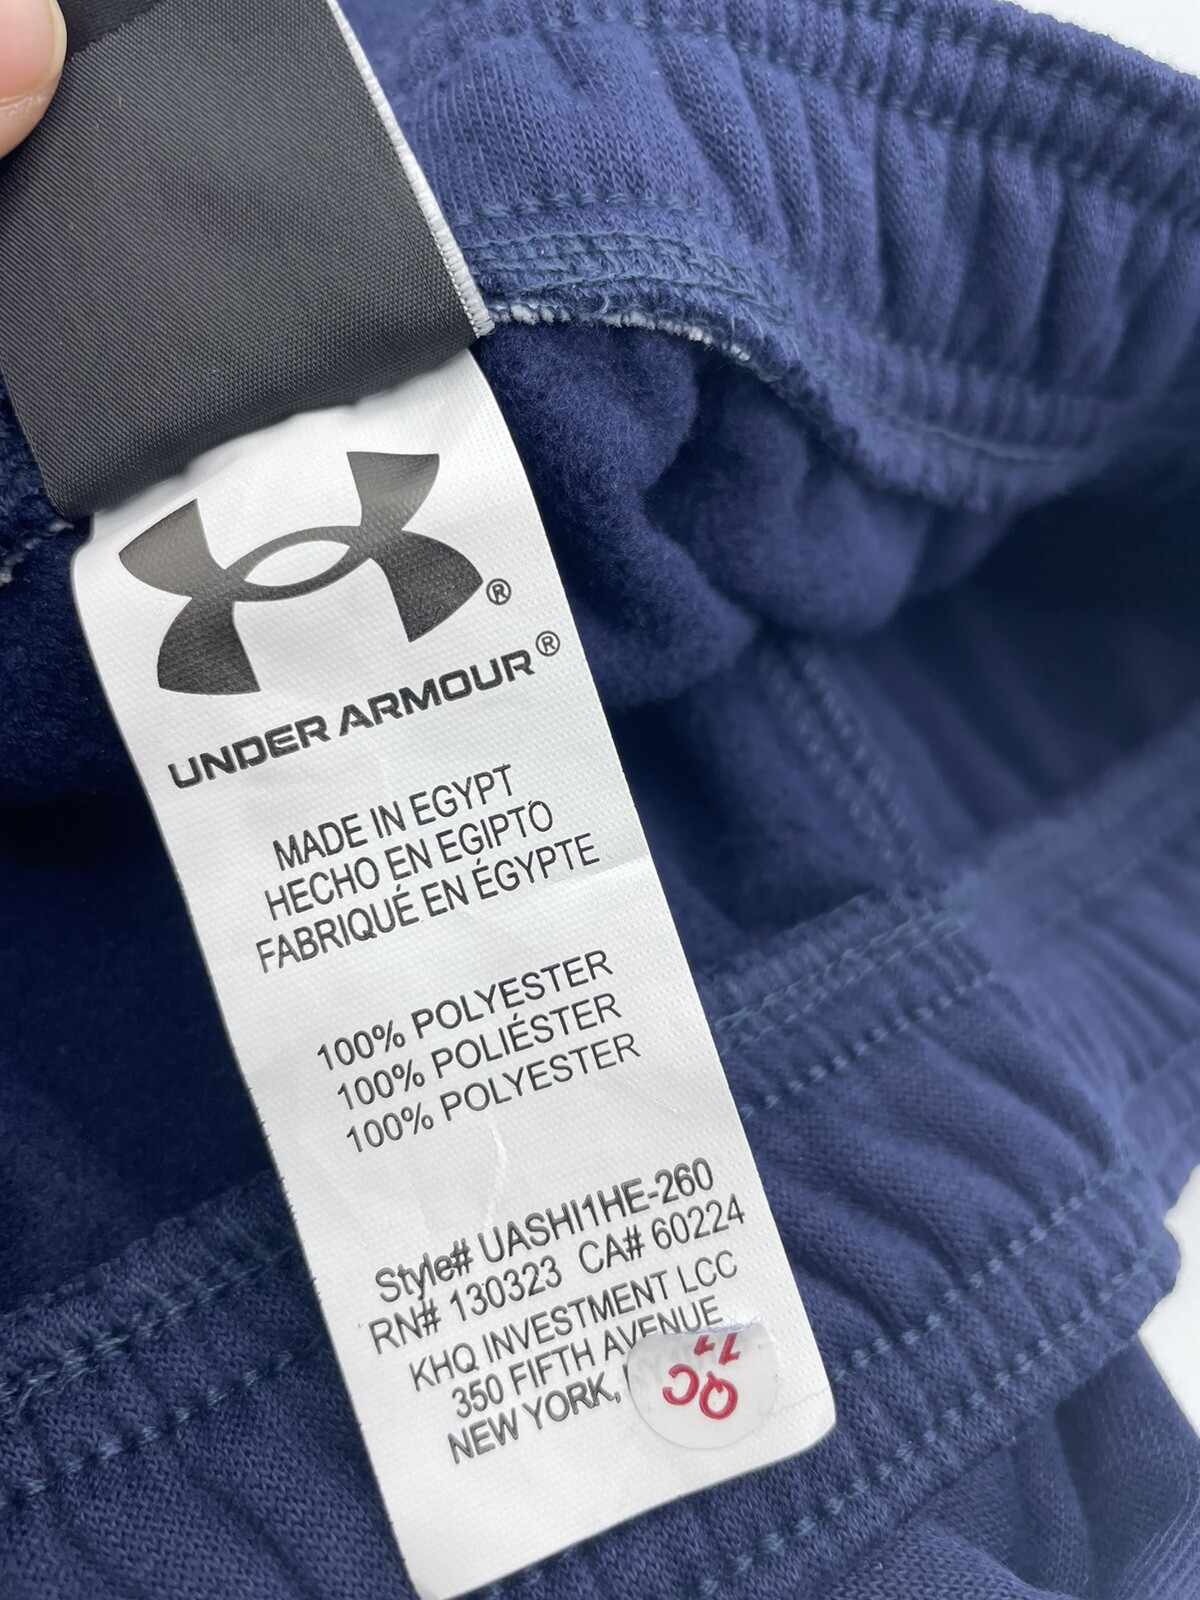 ®
UNDER ARMOUR®
MADE IN EGYPT
HECHO EN EGIPTO
FABRIQUÉ EN ÉGYPTE
100% POLYESTER
100% POLIÉSTER
100% POLYESTER
Style# UASHI1HE-260
RN# 130323 CA# 60224
KHQ INVESTMENT LCC
350 FIFTH AVENUE
NEW YORK,
QC